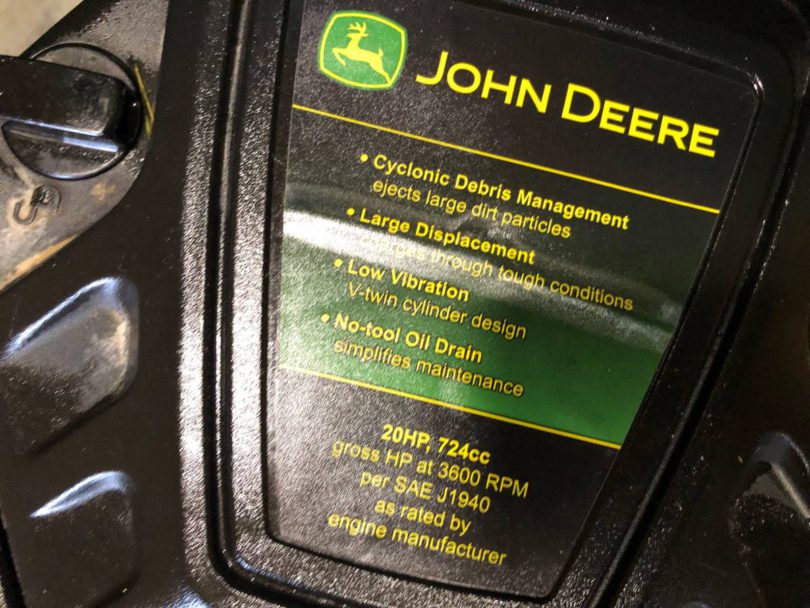 JOHN DEERE
• Cyclonic Debris Management
ejects large dirt particles
• Large Displacement
through tough conditions
• Low Vibration
V-twin cylinder design
• No-tool Oil Drain
simplifies maintenance
20HP, 724cc
gross HP at 3600 RPM
per SAE J1940
as rated by
engine manufacturer